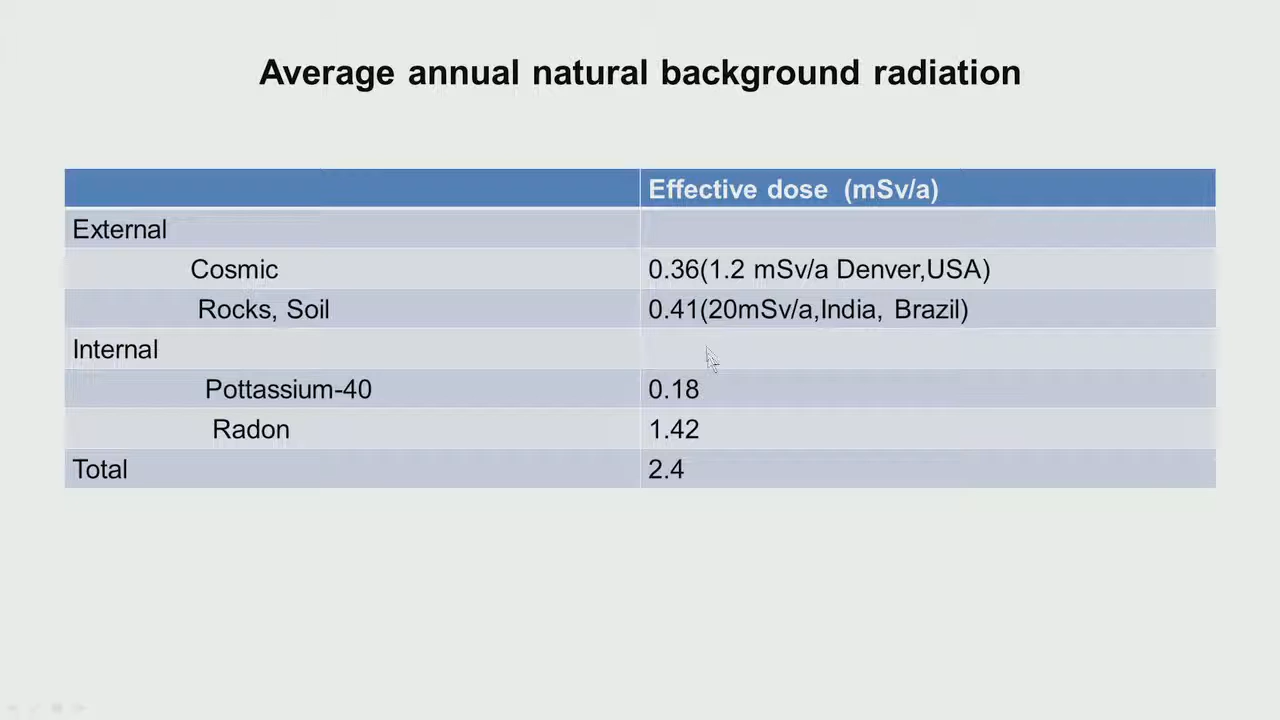 Average annual natural background radiation
Effective dose (mSv/a)
External
Cosmic 0.36(1.2 mSv/a Denver,USA)
Rocks, Soil 0.41(20mSv/a,India, Brazil)
Internal
Pottassium-40 0.18
Radon 1.42
Total 2.4